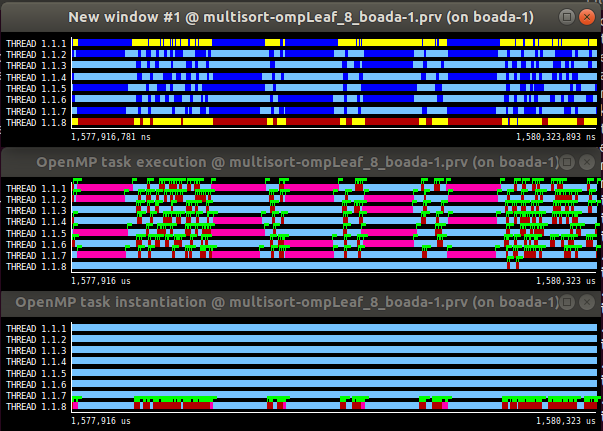 New window #1 @ multisort-ompLeaf_8_boada-1.prv (on boada-1)
THREAD 1.1.1
THREAD 1.1.2
THREAD 1.1.3
THREAD 1.1.4
THREAD 1.1.5
THREAD 1.1.6
THREAD 1.1.7
THREAD 1.1.8
1,577,916,781 ns 1,580,323,893 ns
OpenMP task execution @ multisort-ompLeaf_8_boada-1.prv (on boada-1)
THREAD 1.1.1
THREAD 1.1.2
THREAD 1.1.3
THREAD 1.1.4
THREAD 1.1.5
THREAD 1.1.6
THREAD 1.1.7
THREAD 1.1.8
1,577,916 us 1,580,323 us
OpenMP task instantiation @ multisort-ompLeaf_8_boada-1.prv (on boada-1)
THREAD 1.1.1
THREAD 1.1.2
THREAD 1.1.3
THREAD 1.1.4
THREAD 1.1.5
THREAD 1.1.6
THREAD 1.1.7
THREAD 1.1.8
1,577,916 us 1,580,323 us